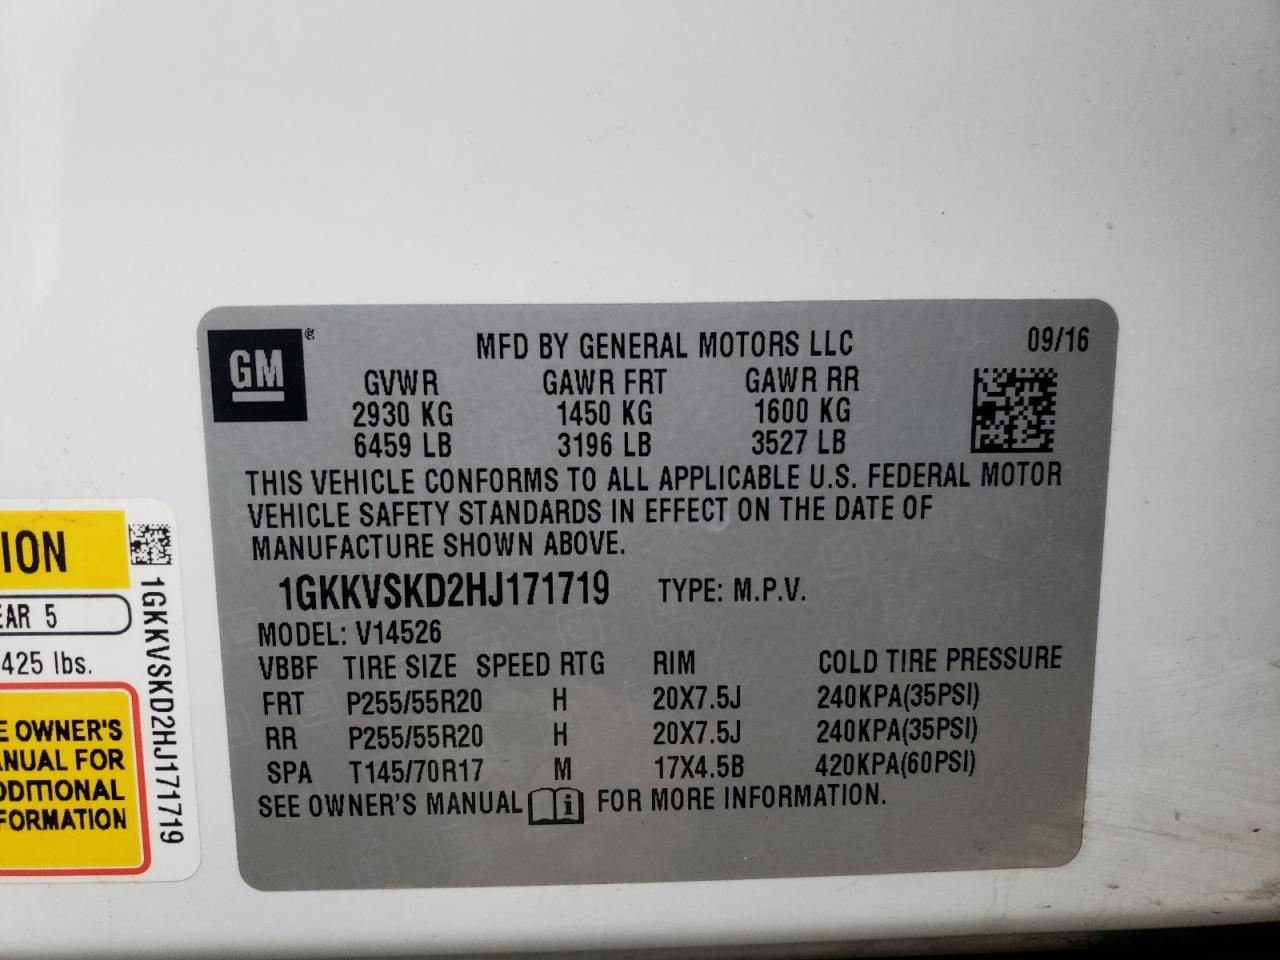 GM
®
MFD BY GENERAL MOTORS LLC
09/16
GVWR GAWR FRT GAWR RR
2930 KG 1450 KG 1600 KG
6459 LB 3196 LB 3527 LB
THIS VEHICLE CONFORMS TO ALL APPLICABLE U.S. FEDERAL MOTOR
VEHICLE SAFETY STANDARDS IN EFFECT ON THE DATE OF
MANUFACTURE SHOWN ABOVE.
1GKKVSKD2HJ171719 TYPE: M.P.V.
MODEL: V14526
VBBF TIRE SIZE SPEED RTG RIM COLD TIRE PRESSURE
FRT P255/55R20 H 20X7.5J 240KPA(35PSI)
RR P255/55R20 H 20X7.5J 240KPA(35PSI)
SPA T145/70R17 M 17X4.5B 420KPA(60PSI)
SEE OWNER'S MANUAL i FOR MORE INFORMATION.
ION
EAR 5
425 lbs.
E OWNER'S
ANUAL FOR
DDITIONAL
FORMATION
1GKKVSKD2HJ171719